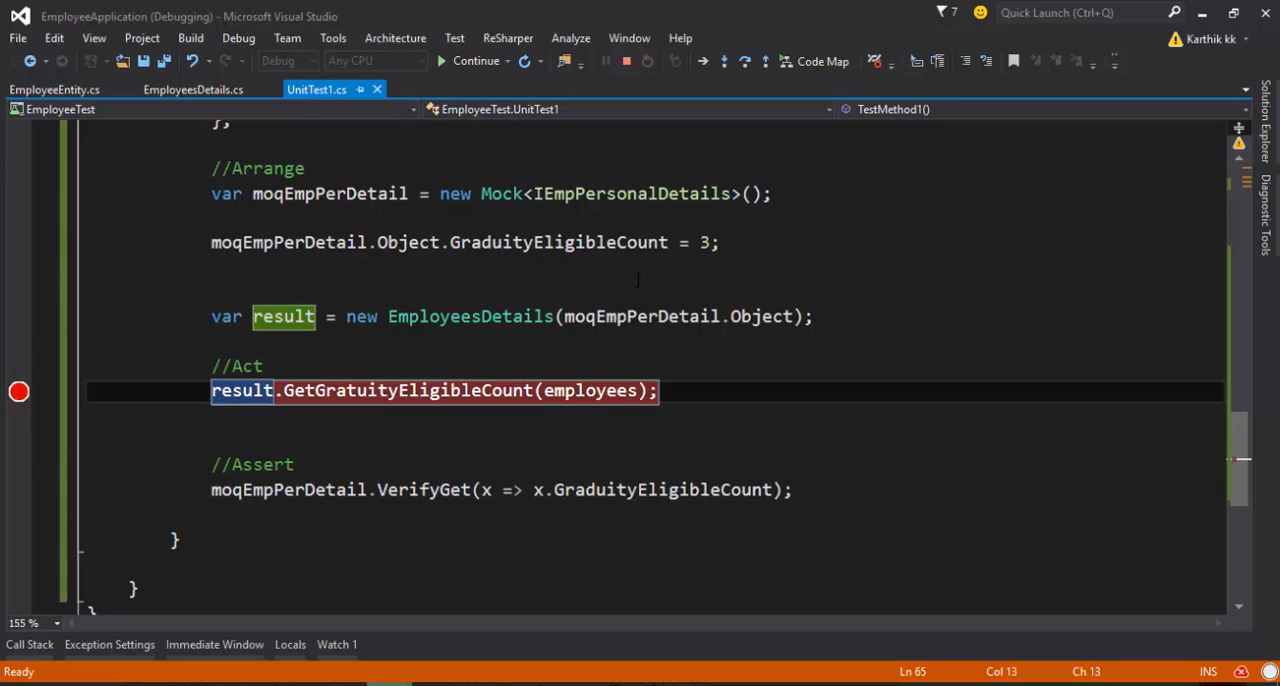 EmployeeApplication (Debugging) - Microsoft Visual Studio
7
Quick Launch (Ctrl+Q)
File Edit View Project Build Debug Team Tools Architecture Test ReSharper Analyze Window Help
Karthik kk
Debug Any CPU Continue Code Map
EmployeeEntity.cs EmployeesDetails.cs UnitTest1.cs
EmployeeTest EmployeeTest.UnitTest1 TestMethod1()
};
//Arrange
var moqEmpPerDetail = new Mock<IEmpPersonalDetails>();
moqEmpPerDetail.Object.GraduityEligibleCount = 3;
var result = new EmployeesDetails(moqEmpPerDetail.Object);
//Act
result.GetGratuityEligibleCount(employees);
//Assert
moqEmpPerDetail.VerifyGet(x => x.GraduityEligibleCount);
}
}
}
155 %
Solution Explorer
Diagnostic Tools
Call Stack Exception Settings Immediate Window Locals Watch 1
Ready Ln 65 Col 13 Ch 13 INS